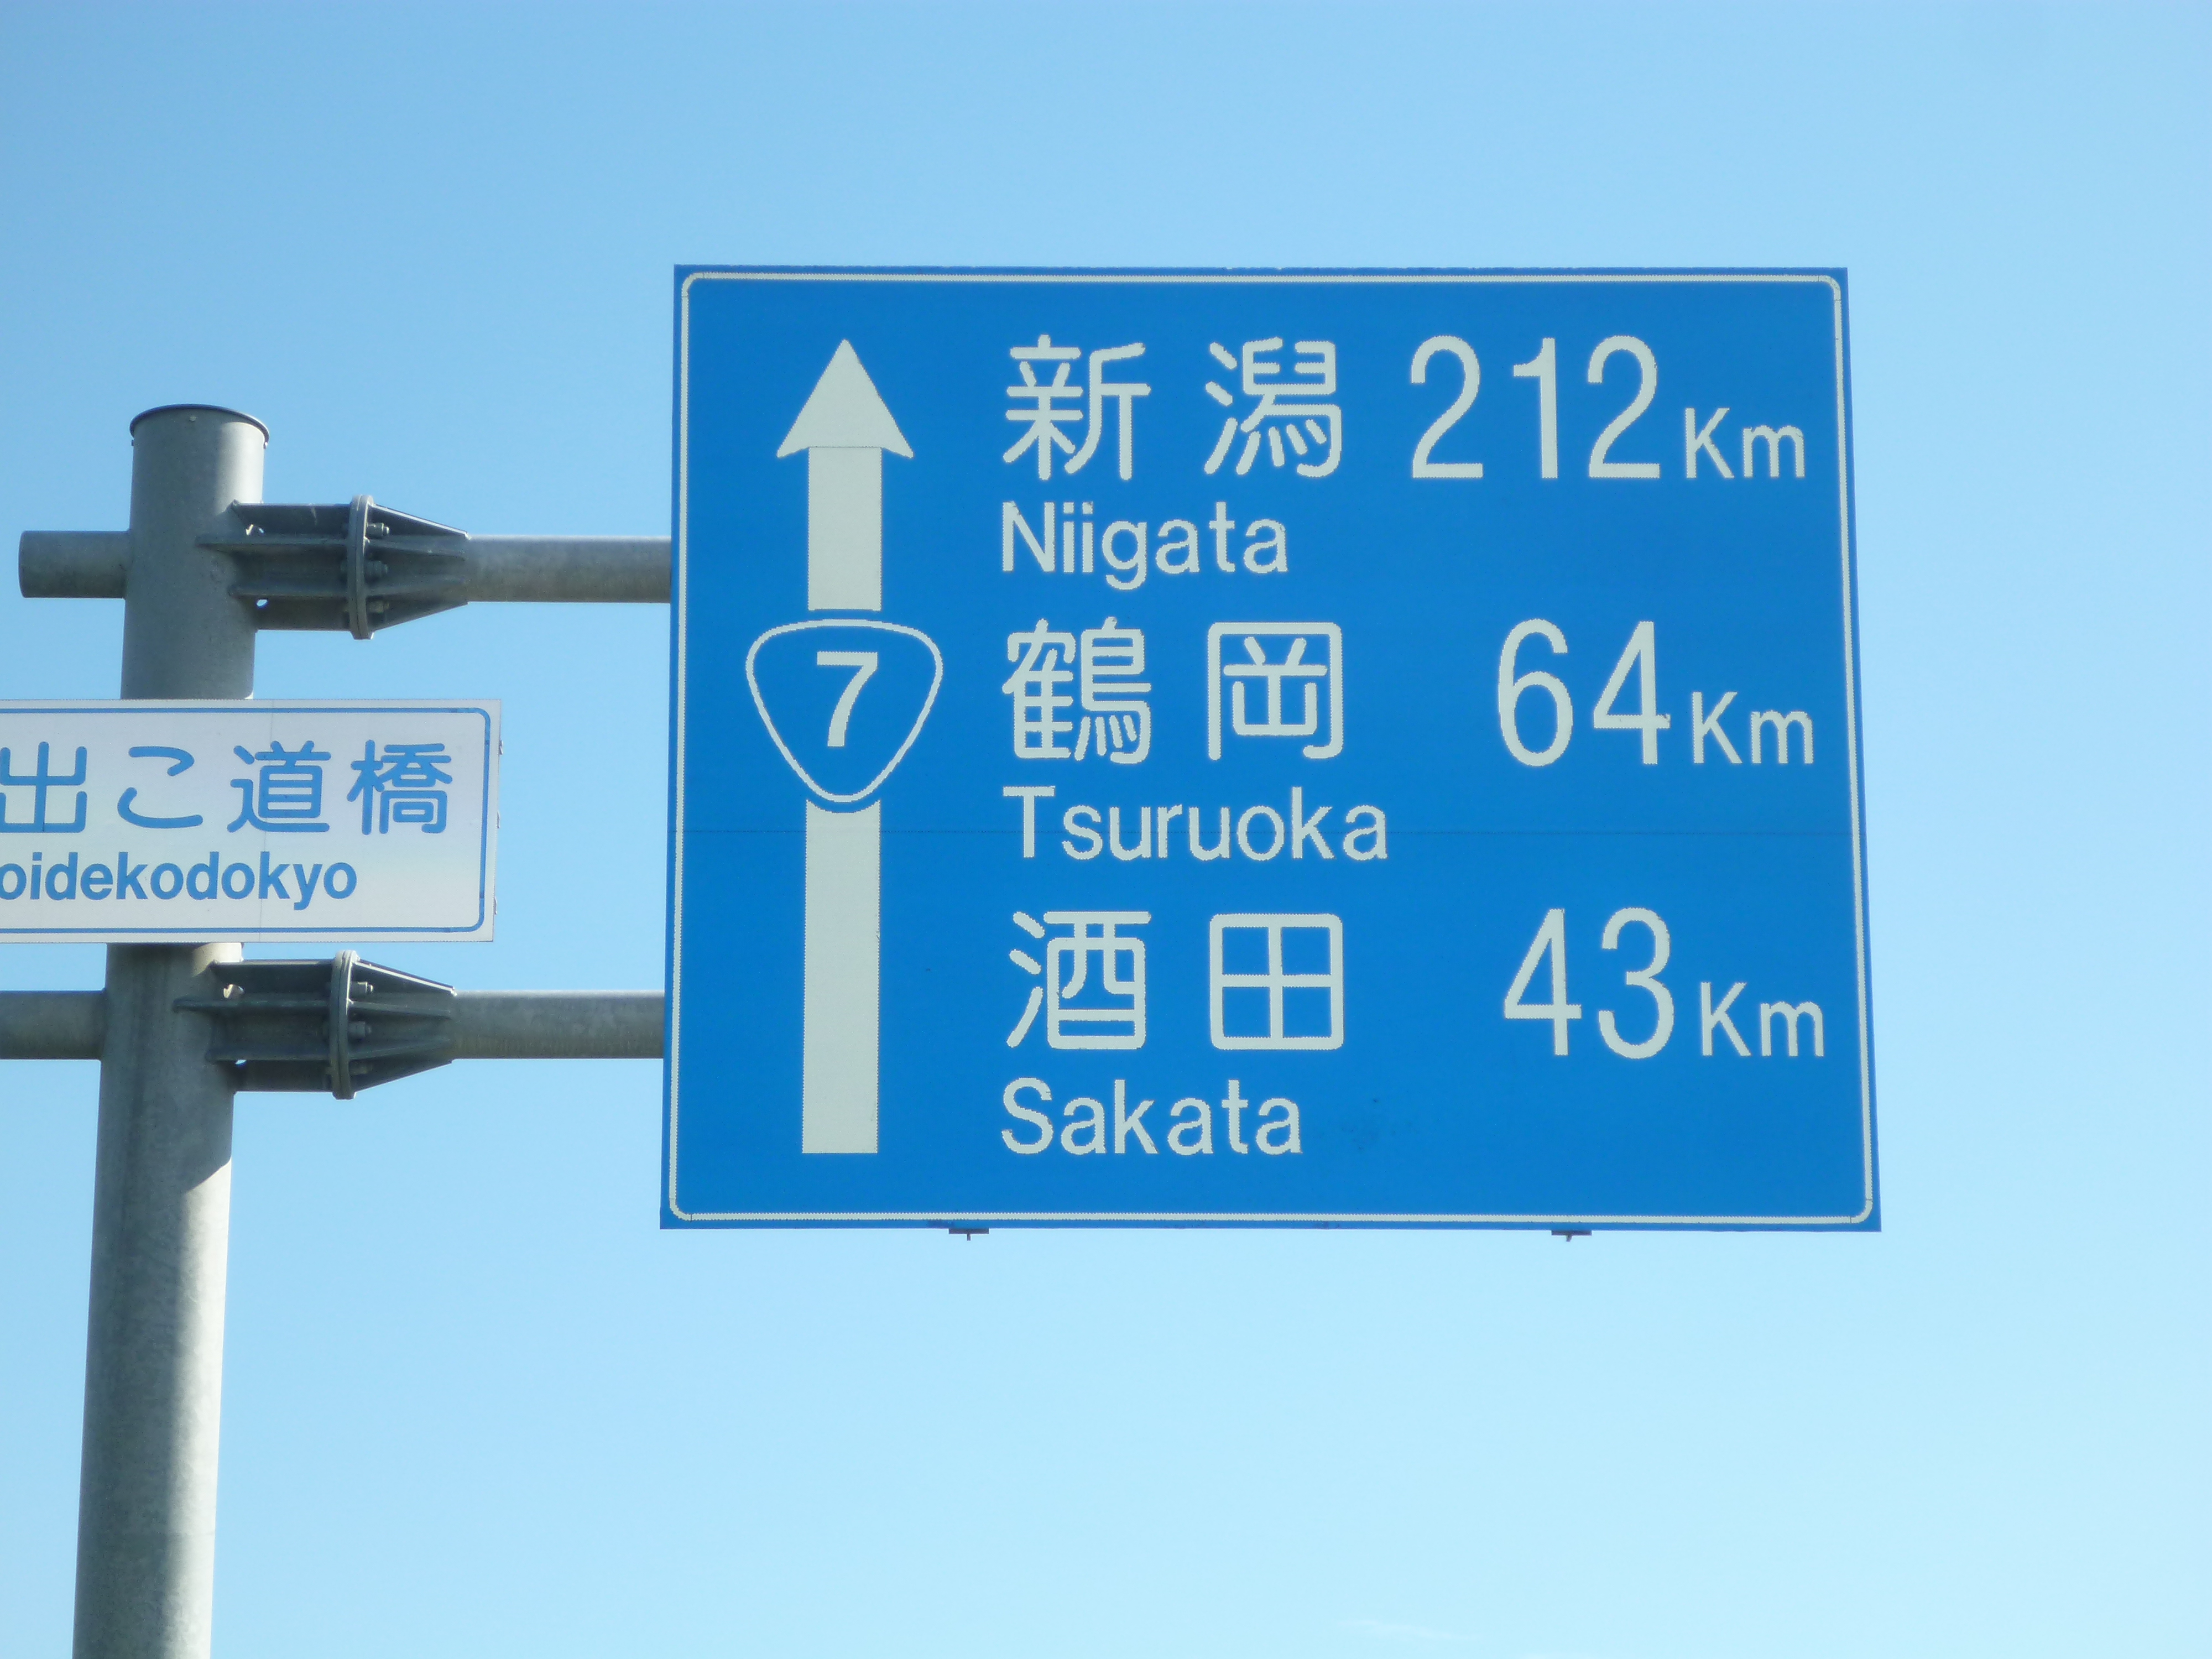 新潟 212Km
Niigata
7
鶴岡 64Km
Tsuruoka
酒田 43Km
Sakata
出こ道橋
oidekodokyo